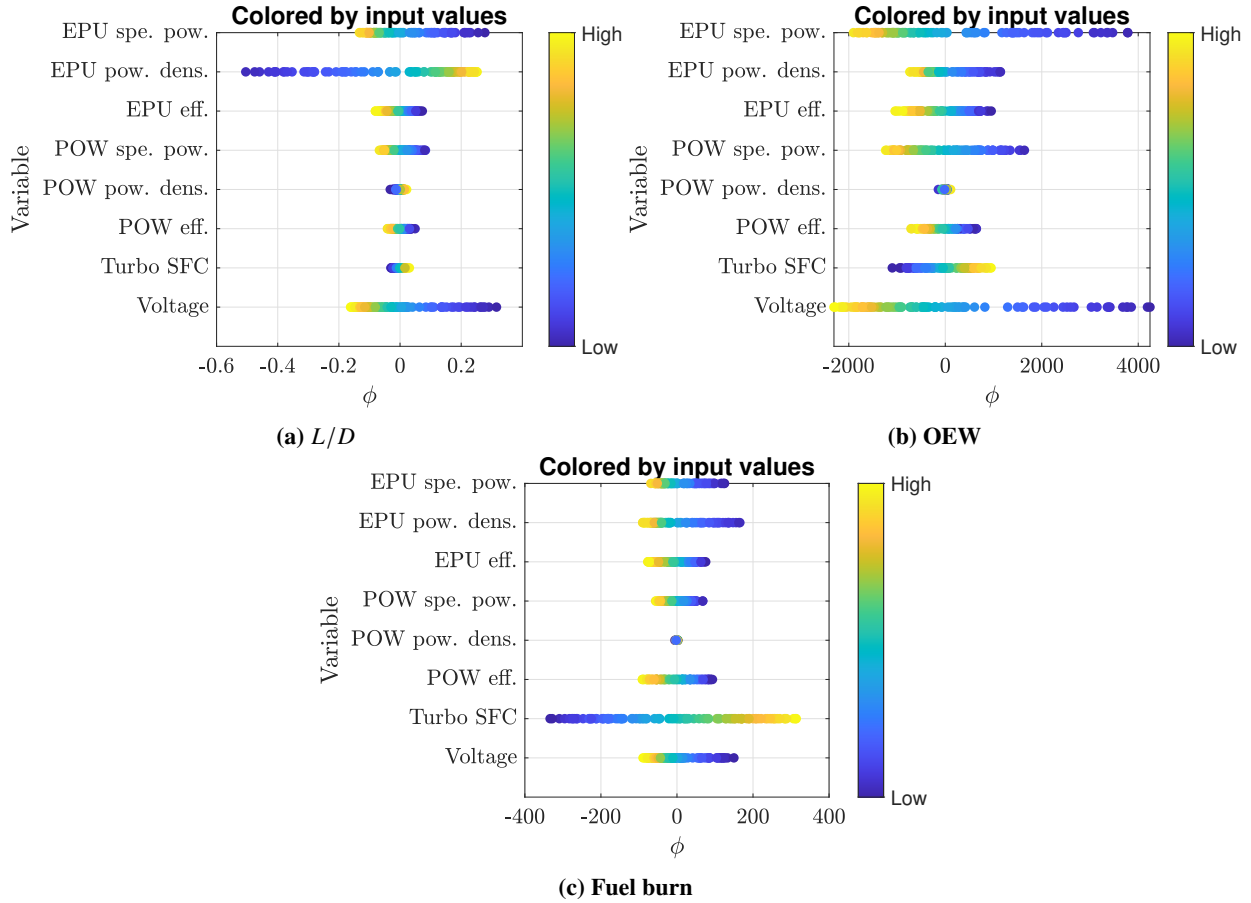 Colored by input values
EPU spe. pow.
EPU pow. dens.
EPU eff.
POW spe. pow.
POW pow. dens.
POW eff.
Turbo SFC
Voltage
Variable
-0.6
-0.4
-0.2
0
0.2
ϕ
High
Low
(a) L/D
Colored by input values
EPU spe. pow.
EPU pow. dens.
EPU eff.
POW spe. pow.
POW pow. dens.
POW eff.
Turbo SFC
Voltage
Variable
-2000
0
2000
4000
ϕ
High
Low
(b) OEW
Colored by input values
EPU spe. pow.
EPU pow. dens.
EPU eff.
POW spe. pow.
POW pow. dens.
POW eff.
Turbo SFC
Voltage
Variable
-400
-200
0
200
400
ϕ
High
Low
(c) Fuel burn